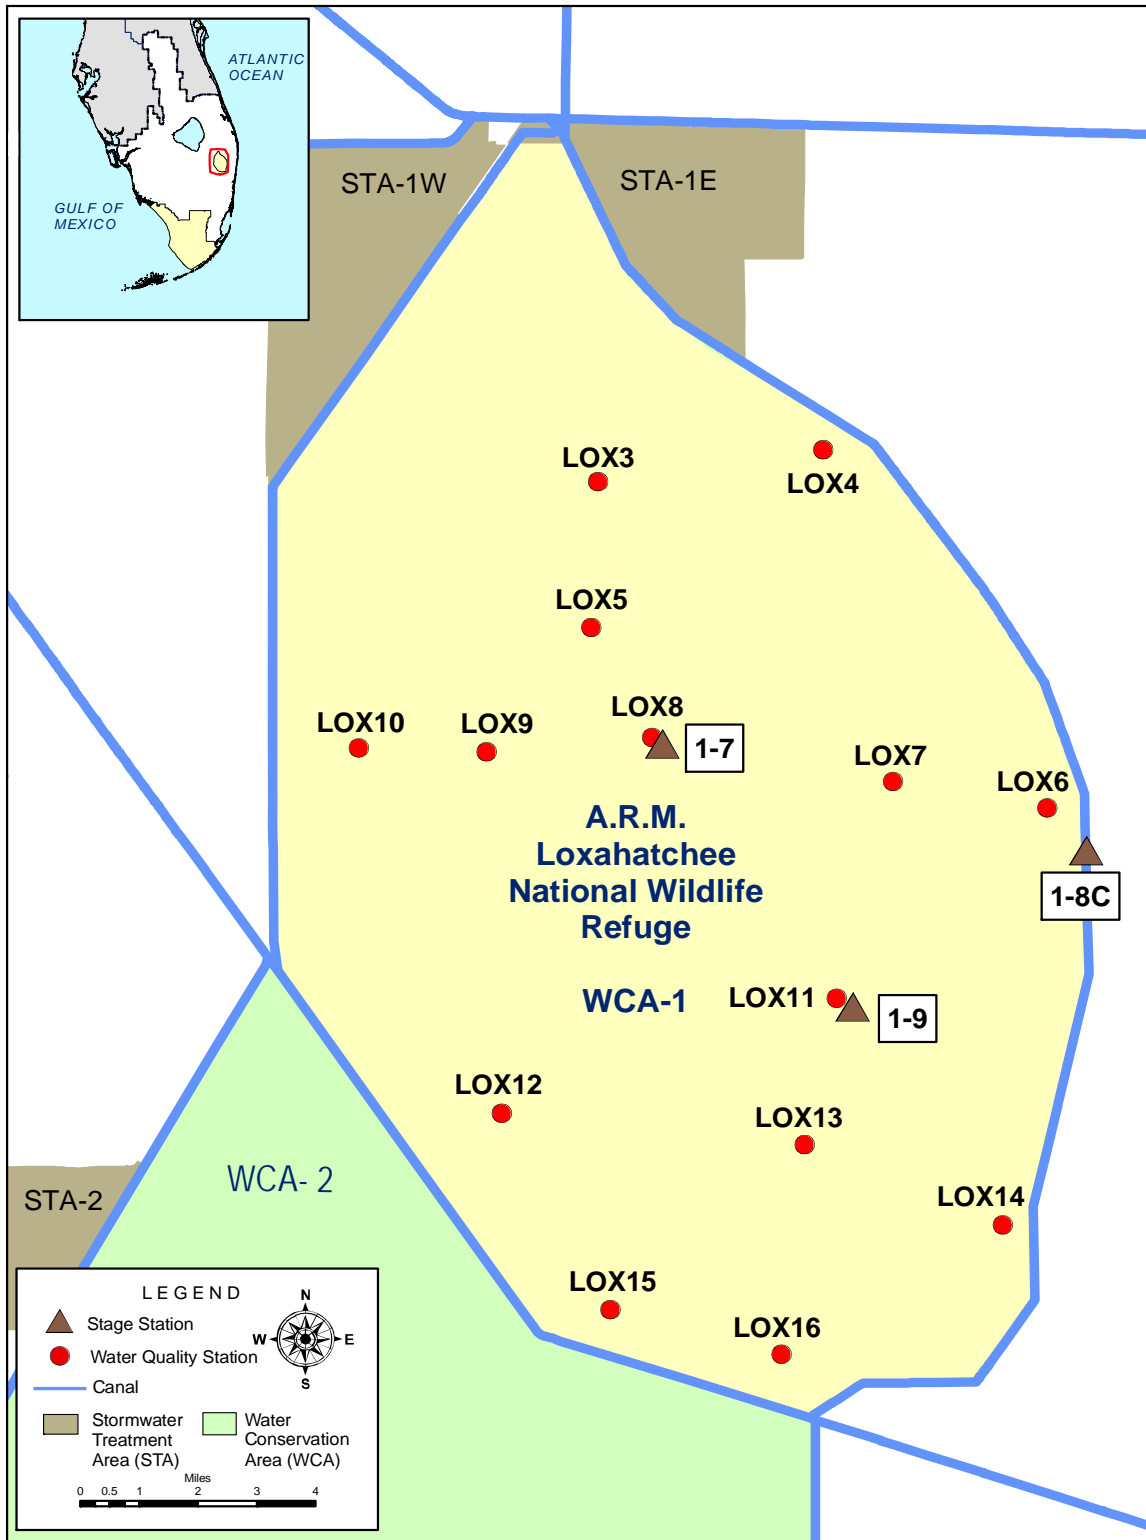 ATLANTIC
OCEAN
GULF OF
MEXICO
STA-1W
STA-1E
LOX3
LOX4
LOX5
LOX8
1-7
LOX10
LOX9
LOX7
LOX6
A.R.M.
Loxahatchee
National Wildlife
Refuge
1-8C
WCA-1
LOX11
1-9
LOX12
LOX13
WCA- 2
STA-2
LOX14
LOX15
LOX16
LEGEND
N
W
E
S
Stage Station
Water Quality Station
Canal
Stormwater
Treatment
Area (STA)
Water
Conservation
Area (WCA)
Miles
0 0.5 1 2 3 4